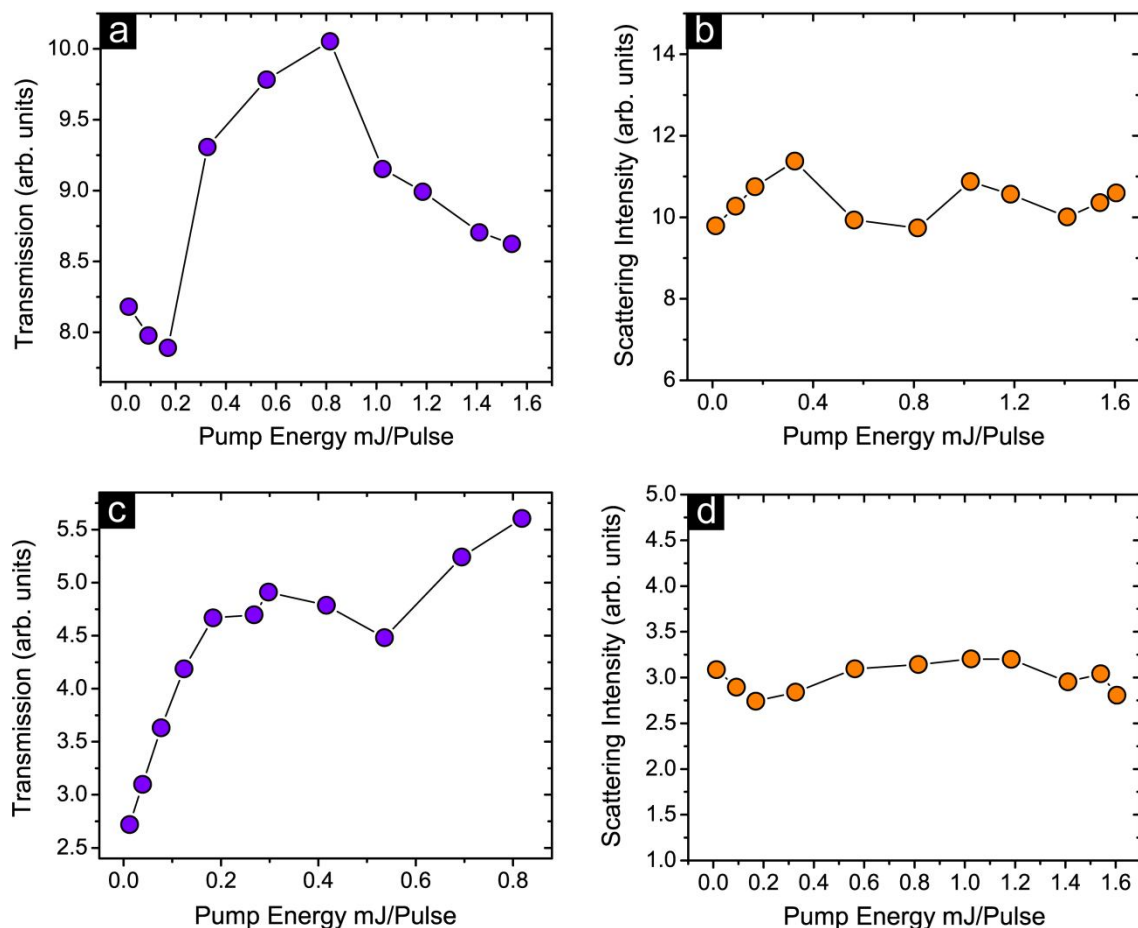 a
10.0
9.5
9.0
8.5
8.0
Transmission (arb. units)
0.0 0.2 0.4 0.6 0.8 1.0 1.2 1.4 1.6
Pump Energy mJ/Pulse
b
14
12
10
8
6
Scattering Intensity (arb. units)
0.0 0.4 0.8 1.2 1.6
Pump Energy mJ/Pulse
c
5.5
5.0
4.5
4.0
3.5
3.0
2.5
Transmission (arb. units)
0.0 0.2 0.4 0.6 0.8
Pump Energy mJ/Pulse
d
5.0
4.5
4.0
3.5
3.0
2.5
2.0
1.5
1.0
Scattering Intensity (arb. units)
0.0 0.2 0.4 0.6 0.8 1.0 1.2 1.4 1.6
Pump Energy mJ/Pulse